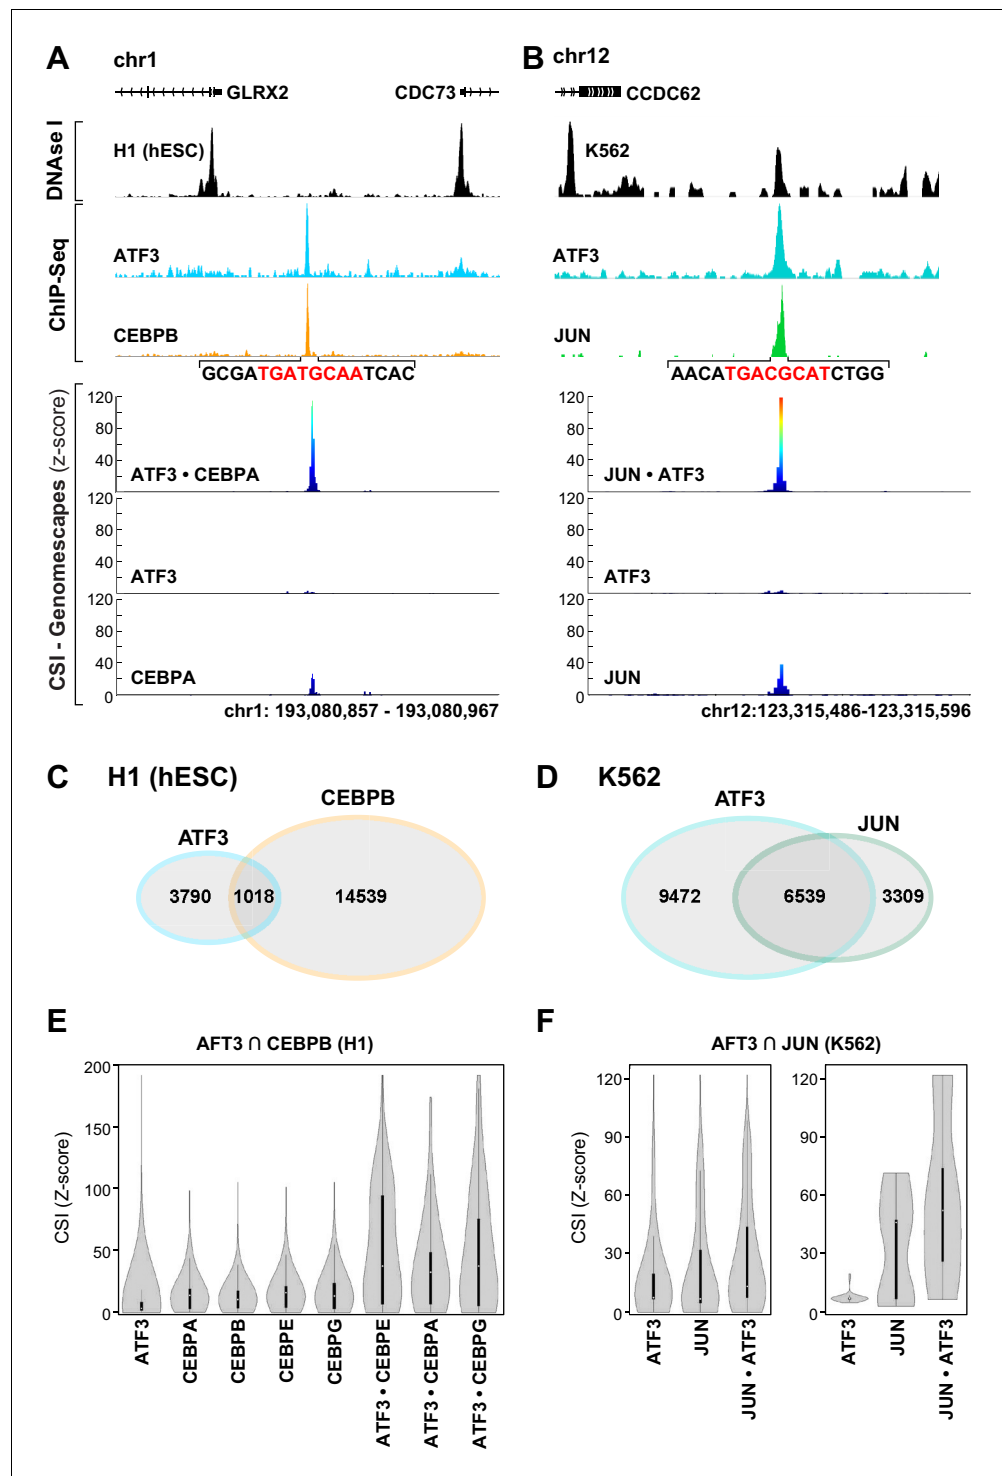 A chr1
GLRX2
CDC73
DNAse I
H1 (hESC)
ChIP-Seq
ATF3
CEBPB
GCGATGATGCAATCAC
CSI - Genomescapes (z-score)
120
80
40
ATF3 • CEBPA
120
80
40
ATF3
120
80
40
0
CEBPA
chr1: 193,080,857 - 193,080,967
B chr12
CCDC62
K562
ATF3
JUN
AACATGACGCATCTGG
120
80
40
JUN • ATF3
120
80
40
ATF3
120
80
40
0
JUN
chr12:123,315,486-123,315,596
C H1 (hESC)
CEBPB
ATF3
3790 1018 14539
D K562
ATF3
JUN
9472 6539 3309
E
AFT3 ∩ CEBPB (H1)
CSI (Z-score)
200
150
100
50
0
ATF3
CEBPA
CEBPB
CEBPE
CEBPG
ATF3 • CEBPE
ATF3 • CEBPA
ATF3 • CEBPG
F
AFT3 ∩ JUN (K562)
CSI (Z-score)
120
90
60
30
0
ATF3
JUN
JUN • ATF3
120
90
60
30
0
ATF3
JUN
JUN • ATF3